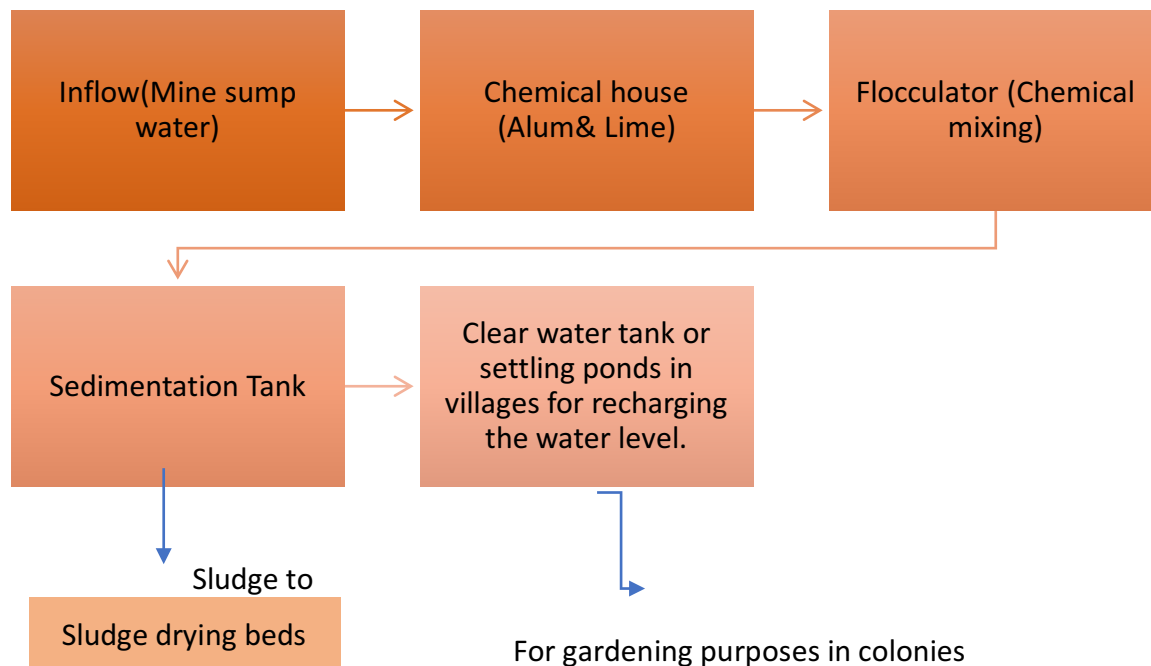 Inflow(Mine sump
water)
Chemical house
(Alum& Lime)
Flocculator (Chemical
mixing)
Sedimentation Tank
Clear water tank or
settling ponds in
villages for recharging
the water level.
Sludge to
Sludge drying beds
For gardening purposes in colonies